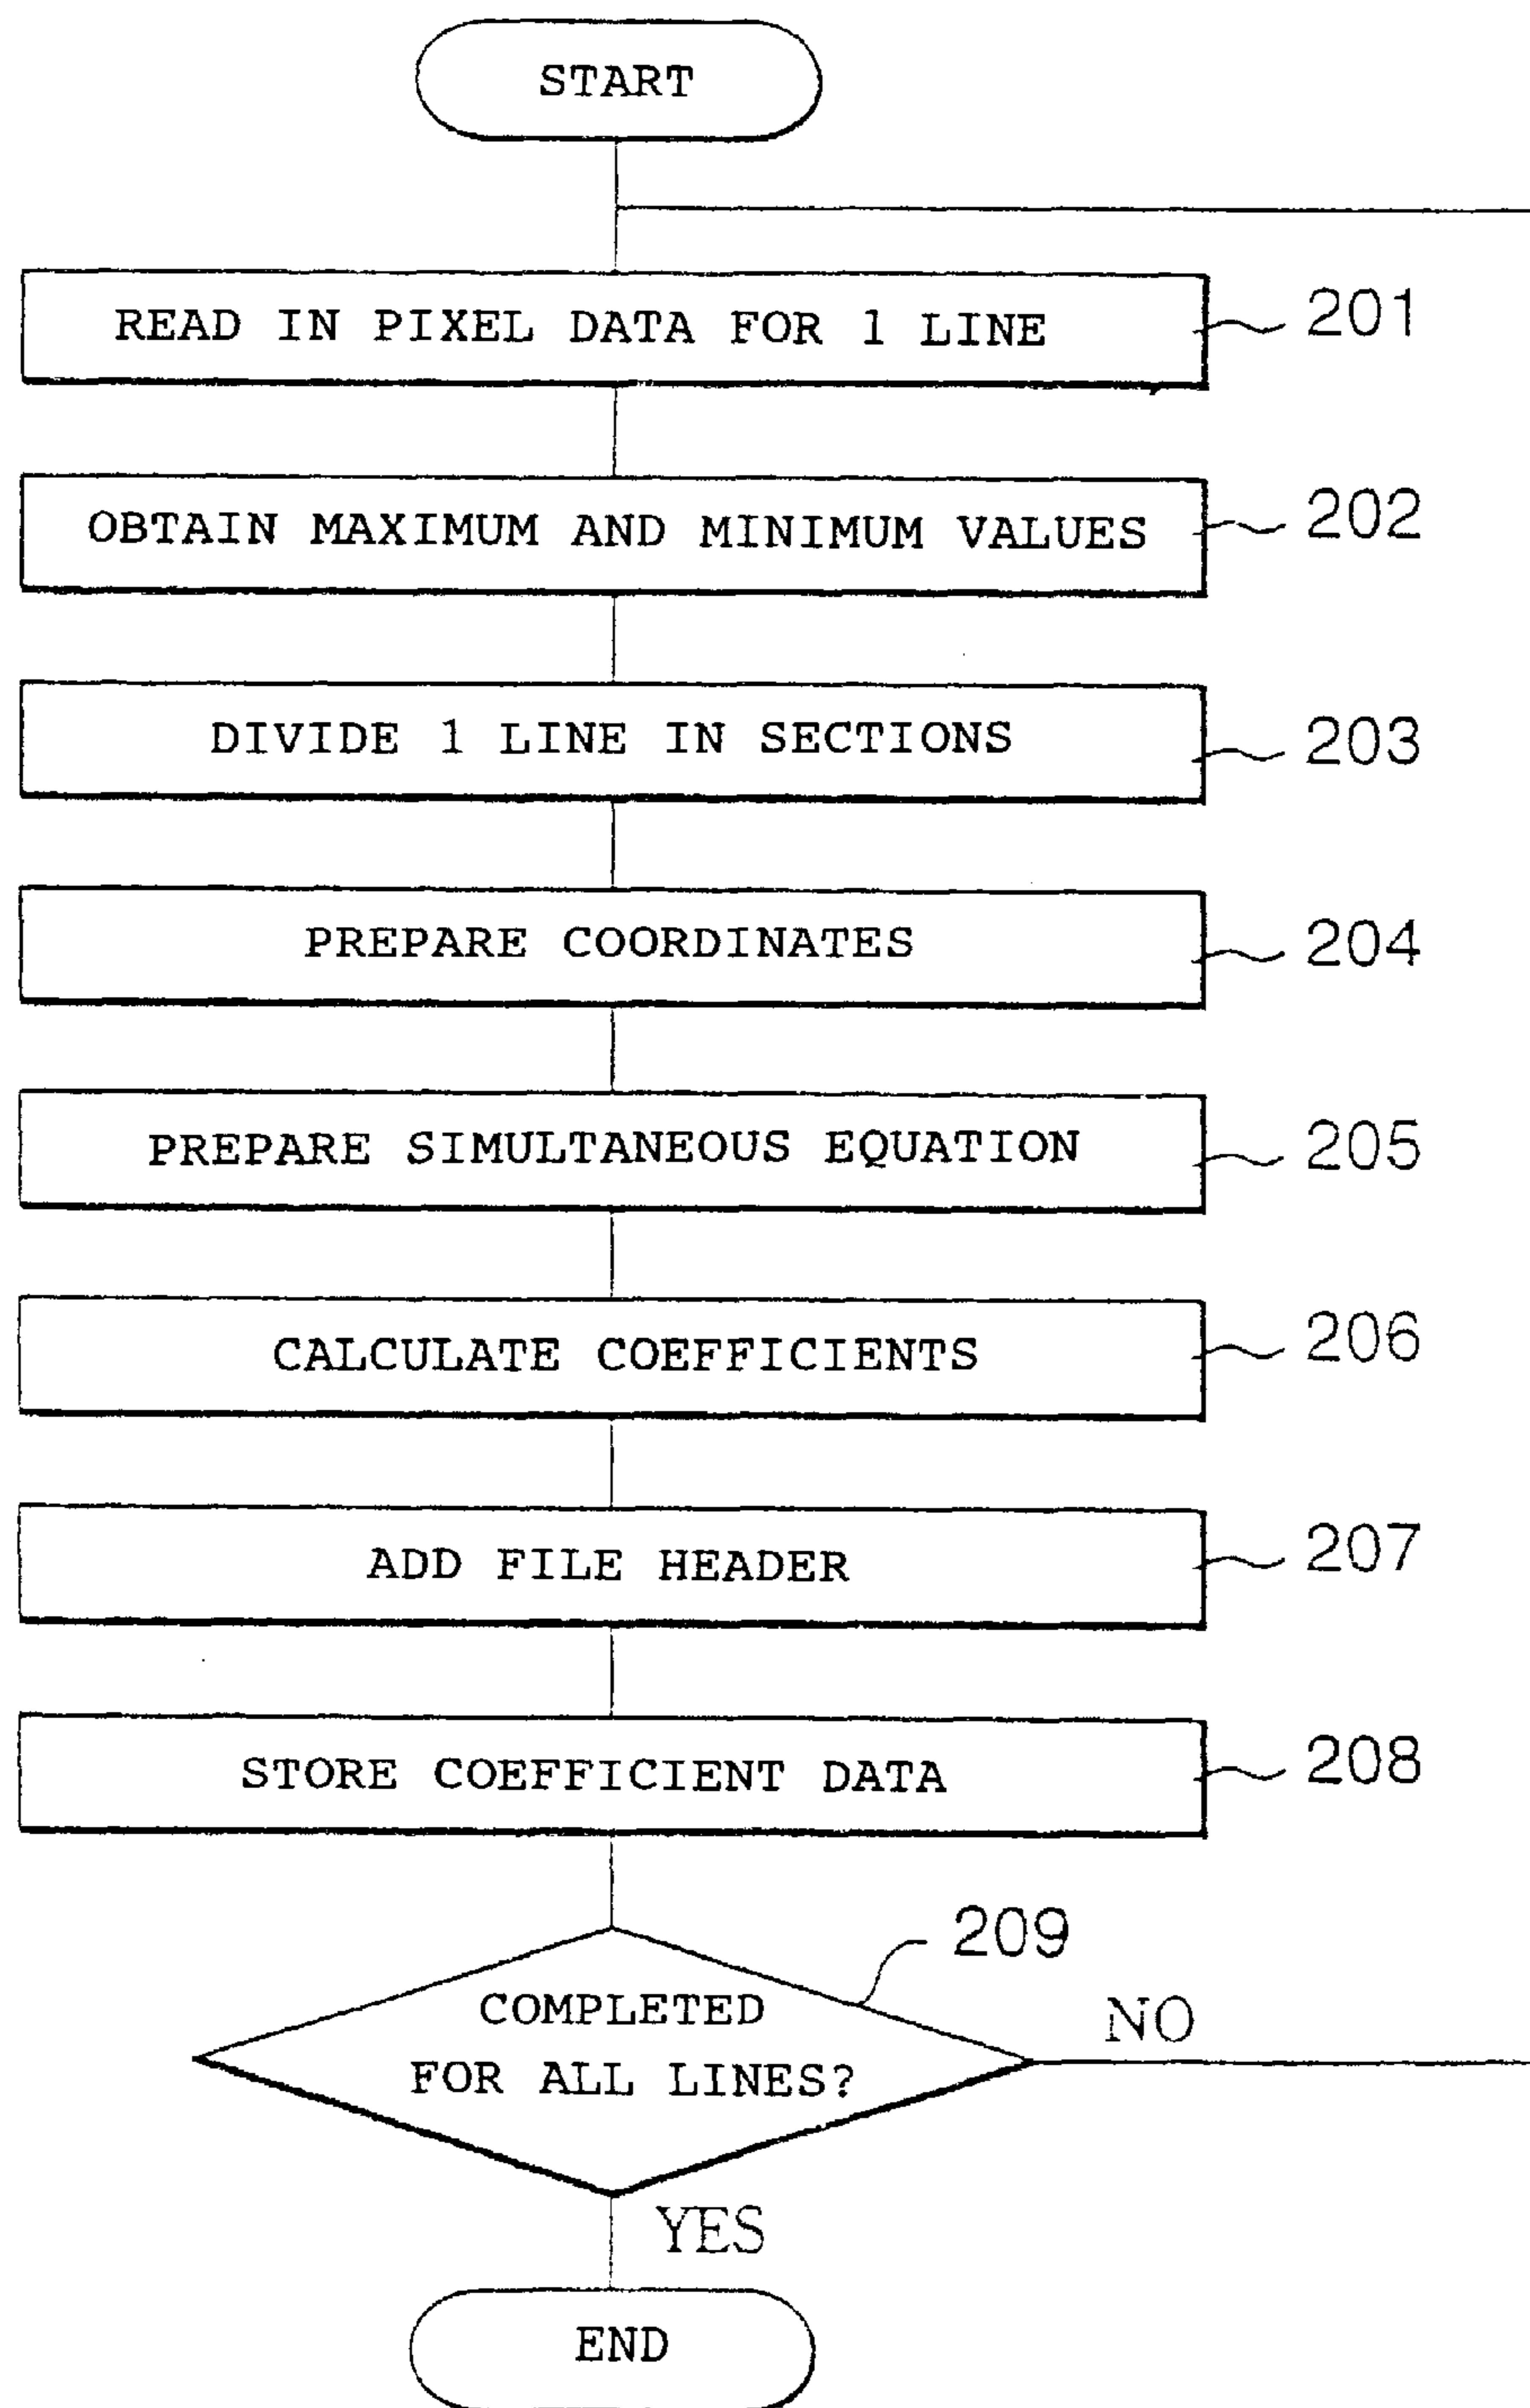 START
READ IN PIXEL DATA FOR 1 LINE
201
OBTAIN MAXIMUM AND MINIMUM VALUES
202
DIVIDE 1 LINE IN SECTIONS
203
PREPARE COORDINATES
204
PREPARE SIMULTANEOUS EQUATION
205
CALCULATE COEFFICIENTS
206
ADD FILE HEADER
207
STORE COEFFICIENT DATA
208
209
COMPLETED
FOR ALL LINES?
NO
YES
END